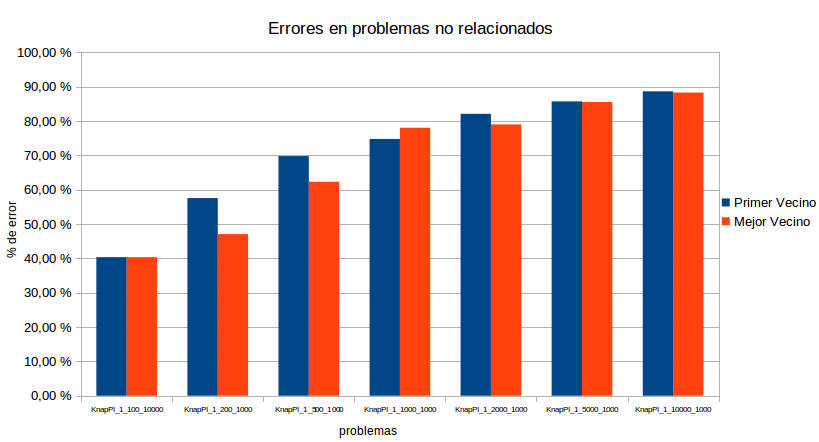 Errores en problemas no relacionados
100,00 %
90,00 %
80,00 %
70,00 %
60,00 %
50,00 %
40,00 %
30,00 %
20,00 %
10,00 %
0,00 %
% de error
KnapPI_1_100_10000
KnapPI_1_200_1000
KnapPI_1_500_1000
KnapPI_1_1000_1000
KnapPI_1_2000_1000
KnapPI_1_5000_1000
KnapPI_1_10000_1000
problemas
Primer Vecino
Mejor Vecino